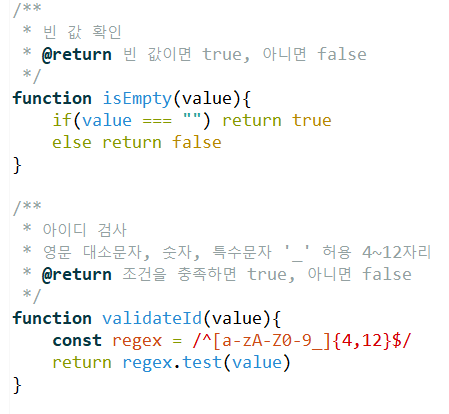 /**
 * 빈 값 확인
 * @return 빈 값이면 true, 아니면 false
 */
function isEmpty(value){
    if(value === "") return true
    else return false
}

/**
 * 아이디 검사
 * 영문 대소문자, 숫자, 특수문자 '_' 허용 4~12자리
 * @return 조건을 충족하면 true, 아니면 false
 */
function validateId(value){
    const regex = /^[a-zA-Z0-9_]{4,12}$/
    return regex.test(value)
}